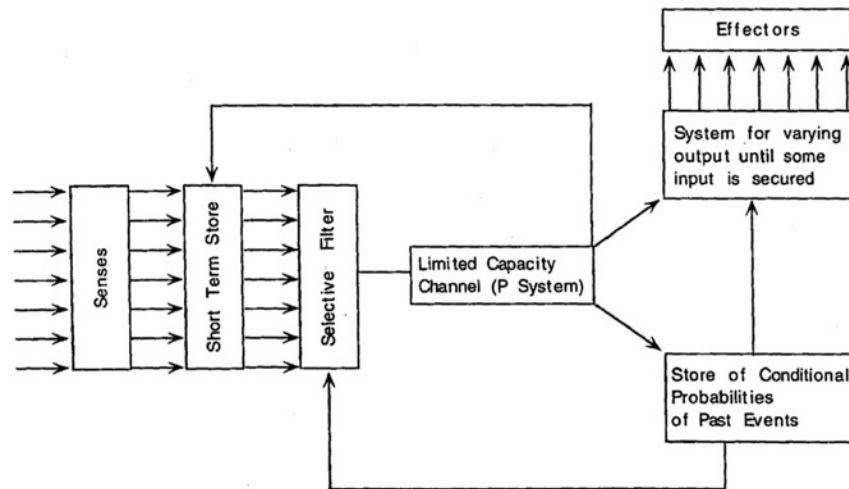 Effectors
System for varying
output until some
input is secured
Senses
Short Term Store
Selective Filter
Limited Capacity
Channel (P System)
Store of Conditional
Probabilities
of Past Events